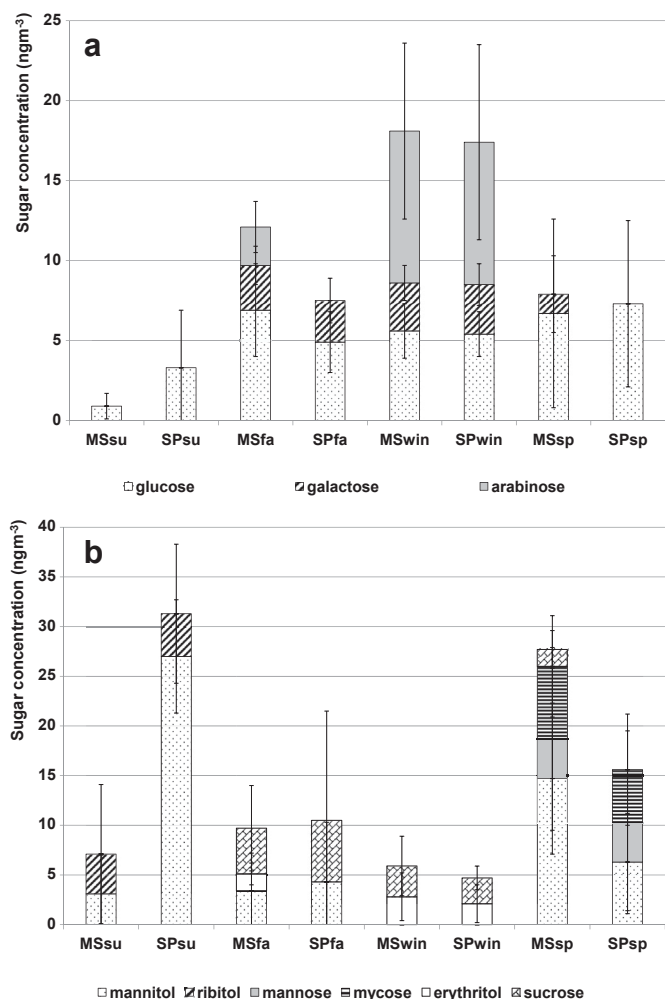 a
Sugar concentration (ngm-3)
25
20
15
10
5
0
MSsu SPsu MSfa SPfa MSwin SPwin MSsp SPsp
glucose galactose arabinose
b
Sugar concentration (ngm-3)
40
35
30
25
20
15
10
5
0
MSsu SPsu MSfa SPfa MSwin SPwin MSsp SPsp
mannitol ribitol mannose mycose erythritol sucrose